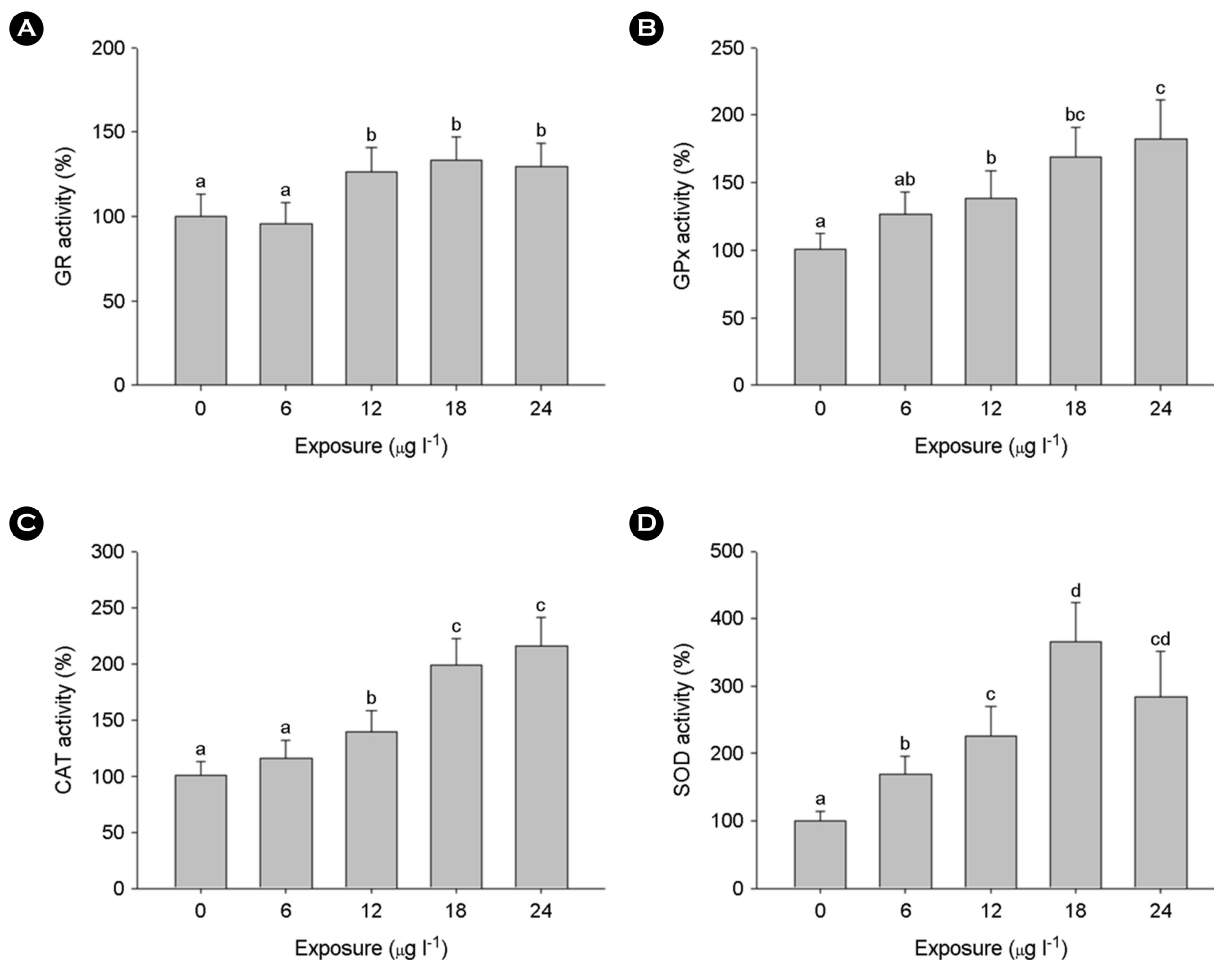 A
GR activity (%)
200
150
100
50
0
a
a
b
b
b
0 6 12 18 24
Exposure (μg l⁻¹)
B
GPx activity (%)
250
200
150
100
50
0
a
ab
b
bc
c
0 6 12 18 24
Exposure (μg l⁻¹)
C
CAT activity (%)
300
250
200
150
100
50
0
a
a
b
c
c
0 6 12 18 24
Exposure (μg l⁻¹)
D
SOD activity (%)
500
400
300
200
100
0
a
b
c
d
cd
0 6 12 18 24
Exposure (μg l⁻¹)